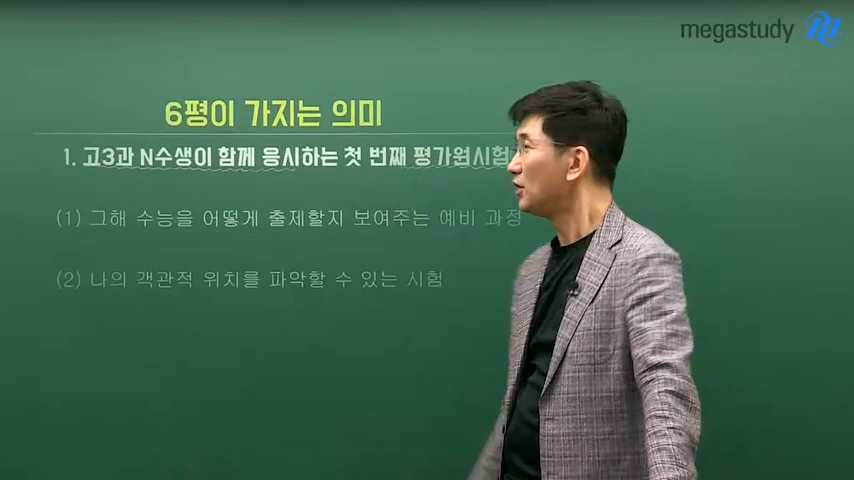 megastudy
6평이 가지는 의미
1. 고3과 N수생이 함께 응시하는 첫 번째 평가원시험
(1) 그해 수능을 어떻게 출제할지 보여주는 예비 과정
(2) 나의 객관적 위치를 파악할 수 있는 시험